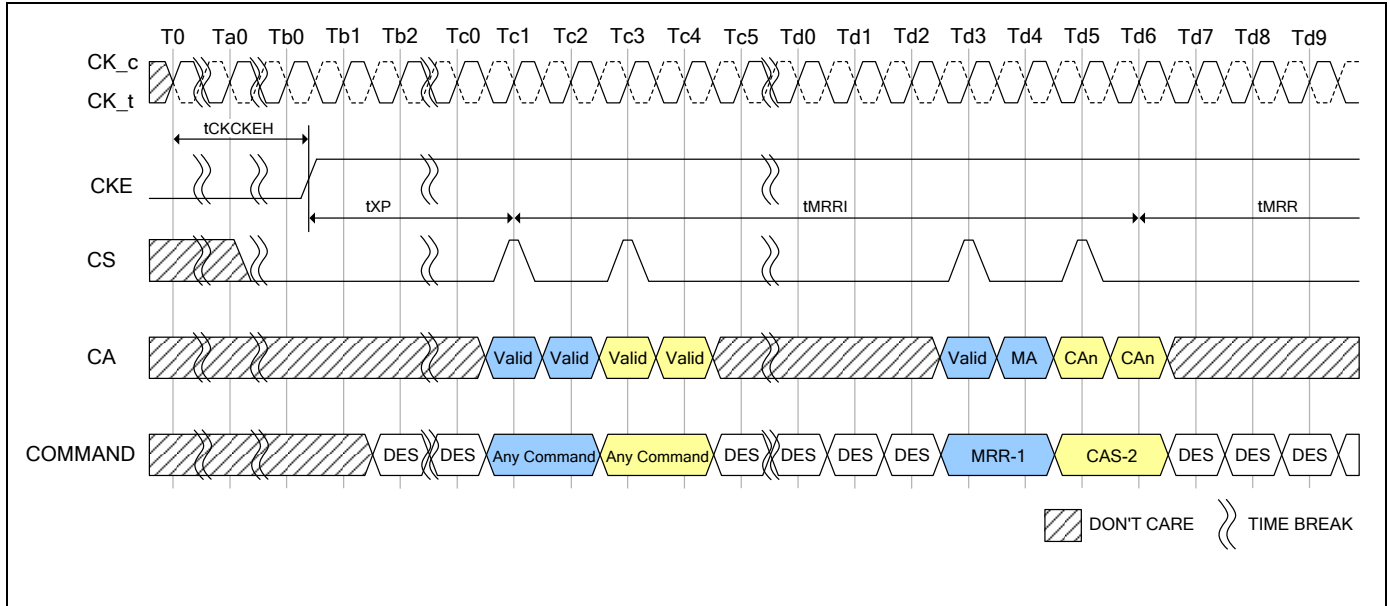 T0 Ta0 Tb0 Tb1 Tb2 Tc0 Tc1 Tc2 Tc3 Tc4 Tc5 Td0 Td1 Td2 Td3 Td4 Td5 Td6 Td7 Td8 Td9
CK_c
CK_t
tCKCKEH
CKE
tXP tMRRI tMRR
CS
CA Valid Valid Valid Valid Valid MA CAn CAn
COMMAND DES DES Any Command Any Command DES DES DES DES MRR-1 CAS-2 DES DES DES
DON'T CARE TIME BREAK